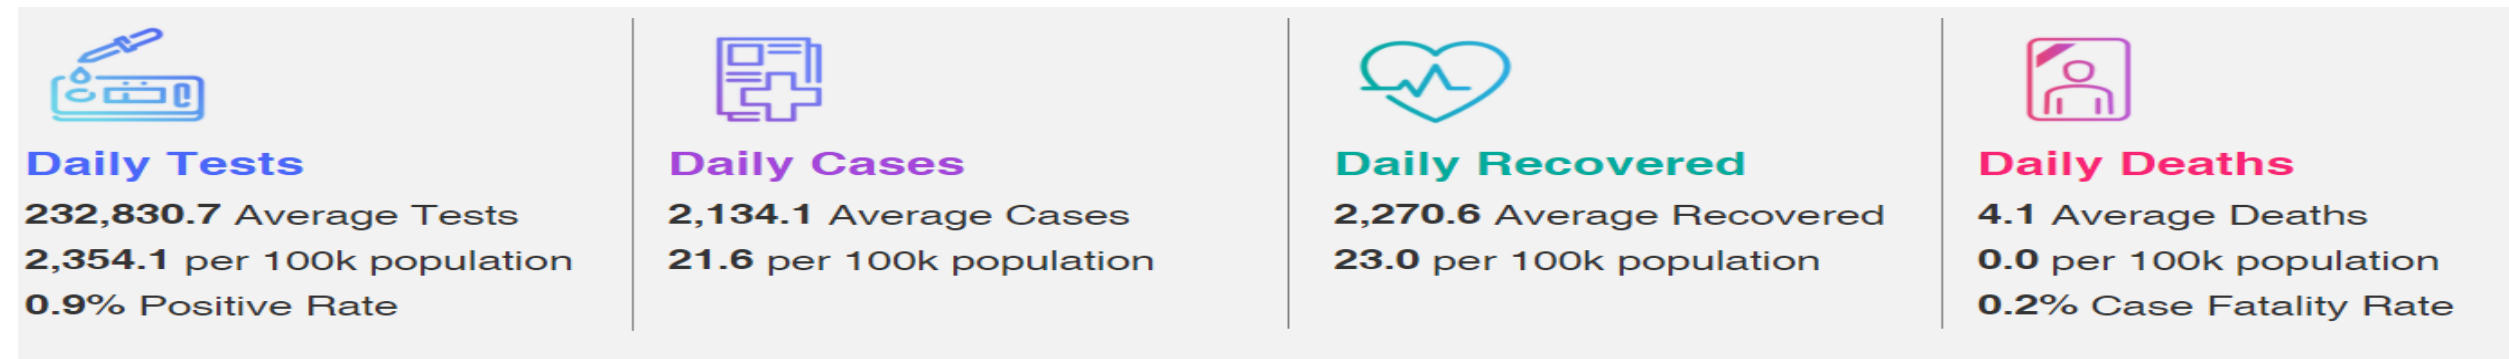 Daily Tests
232,830.7 Average Tests
2,354.1 per 100k population
0.9% Positive Rate
Daily Cases
2,134.1 Average Cases
21.6 per 100k population
Daily Recovered
2,270.6 Average Recovered
23.0 per 100k population
Daily Deaths
4.1 Average Deaths
0.0 per 100k population
0.2% Case Fatality Rate